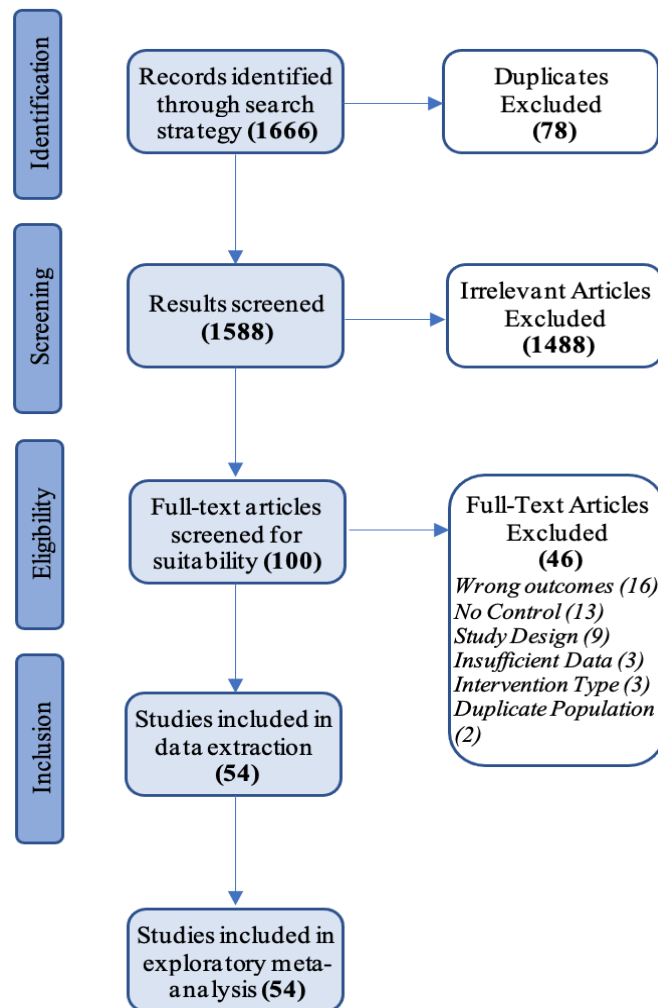 Identification
Records identified
through search
strategy (1666)
Duplicates
Excluded
(78)
Screening
Results screened
(1588)
Irrelevant Articles
Excluded
(1488)
Eligibility
Full-text articles
screened for
suitability (100)
Full-Text Articles
Excluded
(46)
Wrong outcomes (16)
No Control (13)
Study Design (9)
Insufficient Data (3)
Intervention Type (3)
Duplicate Population
(2)
Inclusion
Studies included in
data extraction
(54)
Studies included in
exploratory meta-
analysis (54)